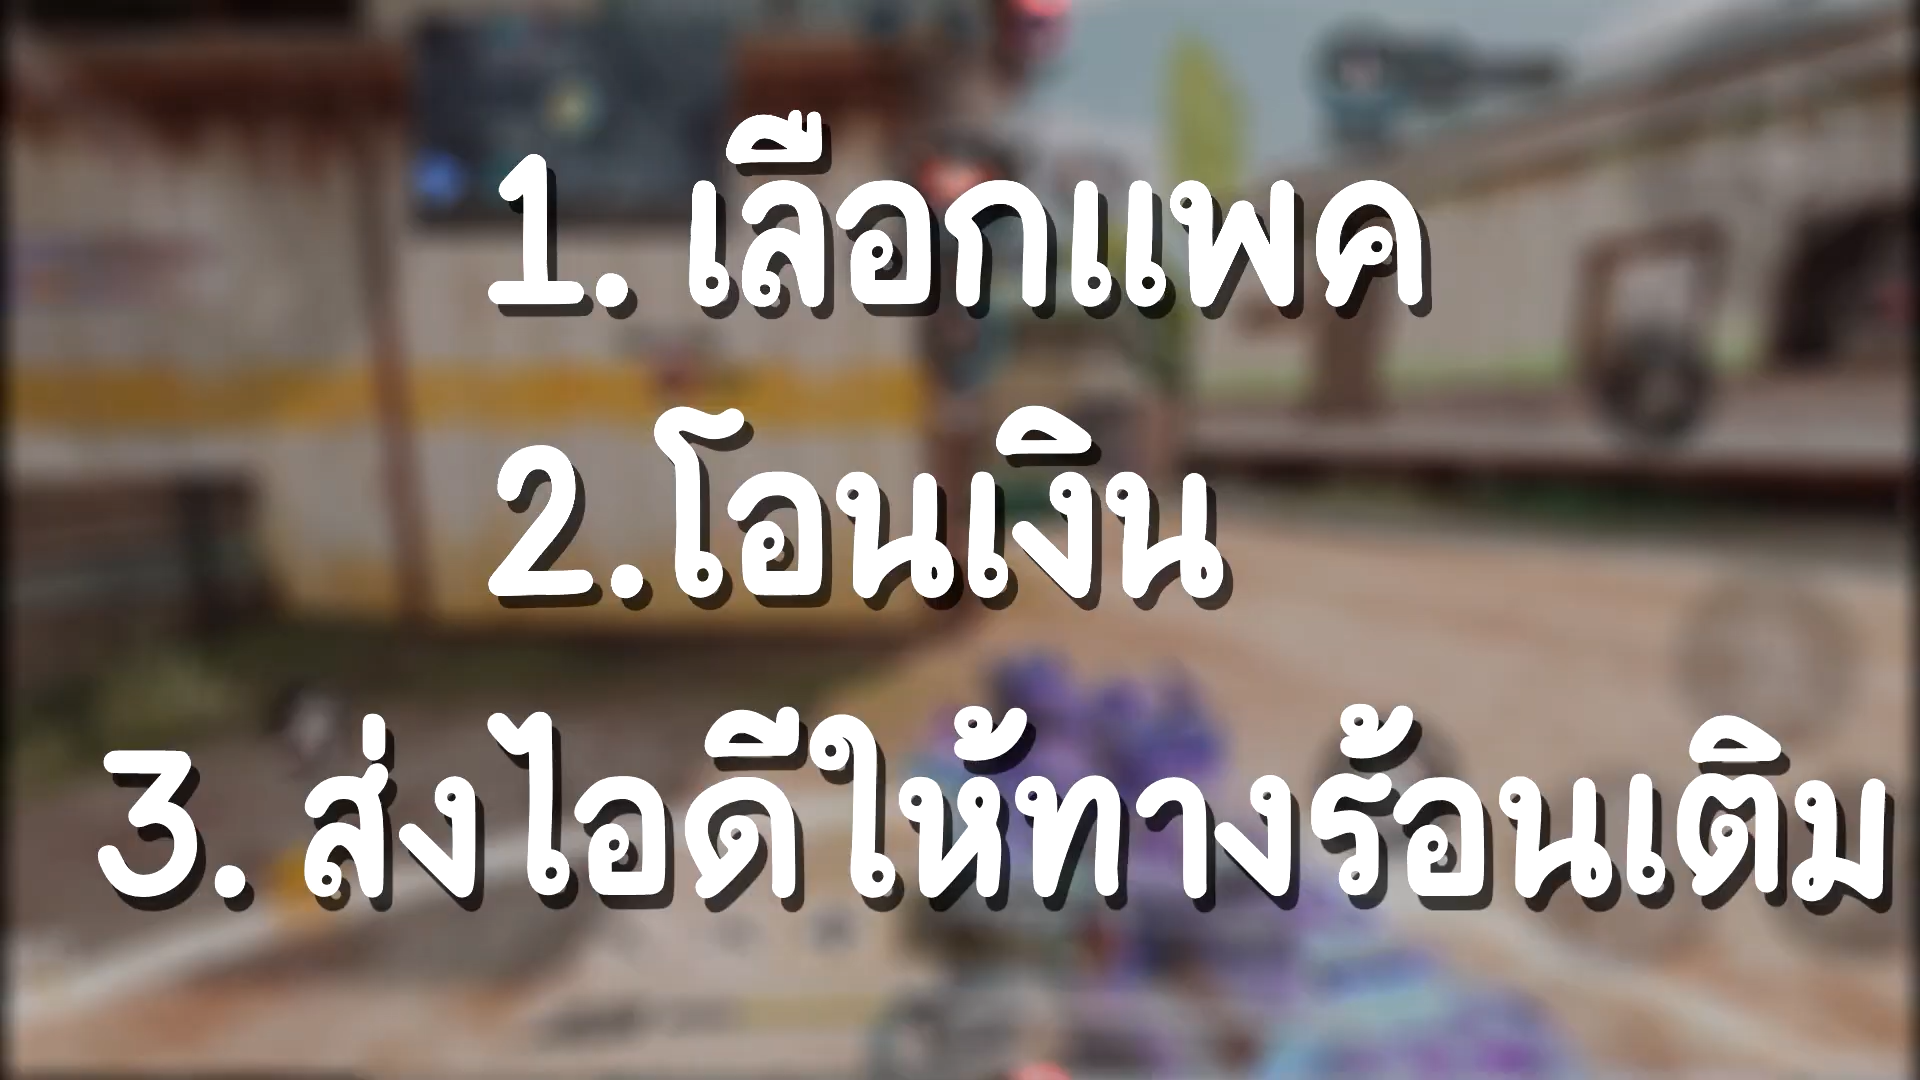 1. เลือกแพค
2.โอนเงิน
3. ส่งไอดีให้ทางร้อนเติม